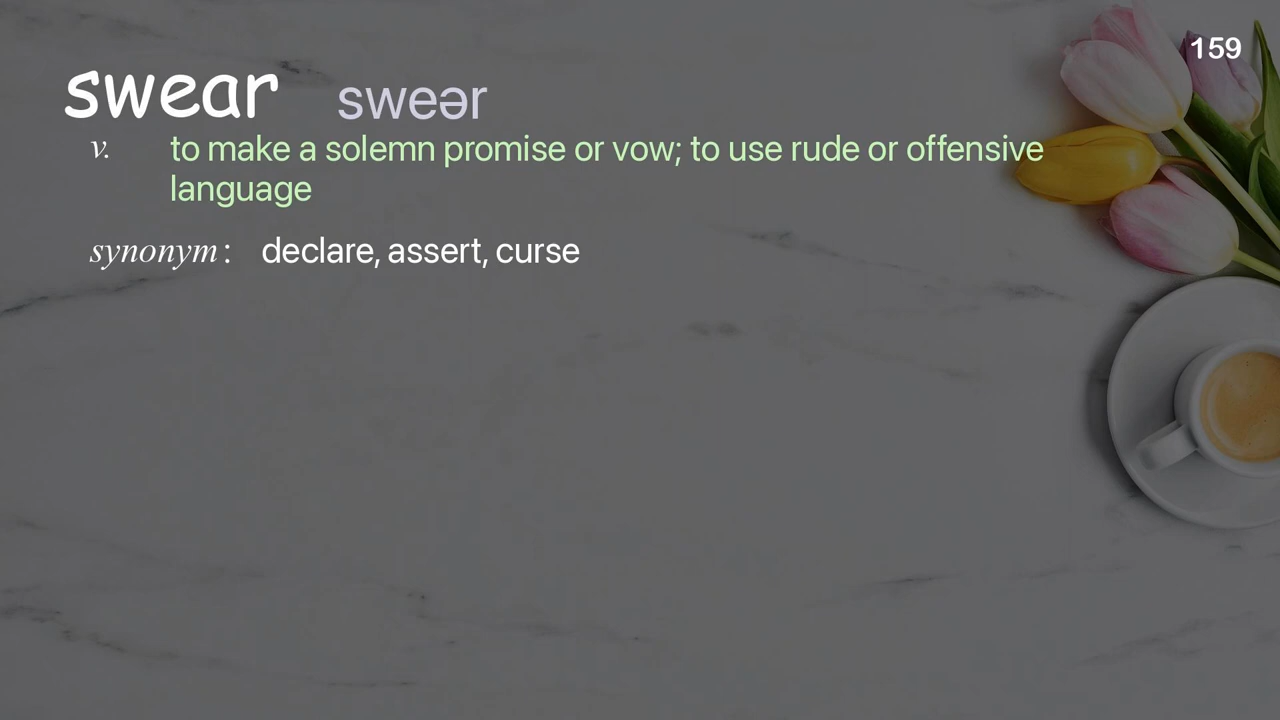 159
swear sweər
v. to make a solemn promise or vow; to use rude or offensive
language
synonym : declare, assert, curse